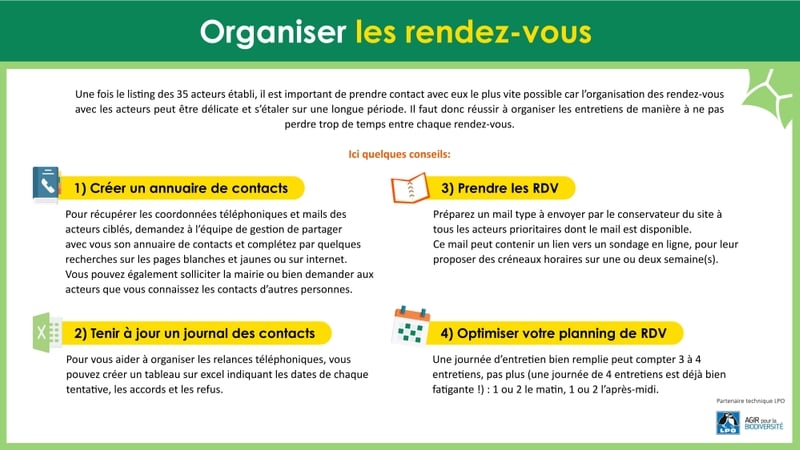 Organiser les rendez-vous
Une fois le listing des 35 acteurs établi, il est important de prendre contact avec eux le plus vite possible car l'organisation des rendez-vous
avec les acteurs peut être délicate et s'étaler sur une longue période. Il faut donc réussir à organiser les entretiens de manière à ne pas
perdre trop de temps entre chaque rendez-vous.
Ici quelques conseils:
1) Créer un annuaire de contacts
Pour récupérer les coordonnées téléphoniques et mails des
acteurs ciblés, demandez à l'équipe de gestion de partager
avec vous son annuaire de contacts et complétez par quelques
recherches sur les pages blanches et jaunes ou sur internet.
Vous pouvez également solliciter la mairie ou bien demander aux
acteurs que vous connaissez les contacts d'autres personnes.
2) Tenir à jour un journal des contacts
Pour vous aider à organiser les relances téléphoniques, vous
pouvez créer un tableau sur excel indiquant les dates de chaque
tentative, les accords et les refus.
3) Prendre les RDV
Préparez un mail type à envoyer par le conservateur du site à
tous les acteurs prioritaires dont le mail est disponible.
Ce mail peut contenir un lien vers un sondage en ligne, pour leur
proposer des créneaux horaires sur une ou deux semaine(s).
4) Optimiser votre planning de RDV
Une journée d'entretien bien remplie peut compter 3 à 4
entretiens, pas plus (une journée de 4 entretiens est déjà bien
fatigante !) : 1 ou 2 le matin, 1 ou 2 l'après-midi.
Partenaire technique LPO
LPO
AGIR pour la
BIODIVERSITÉ
X